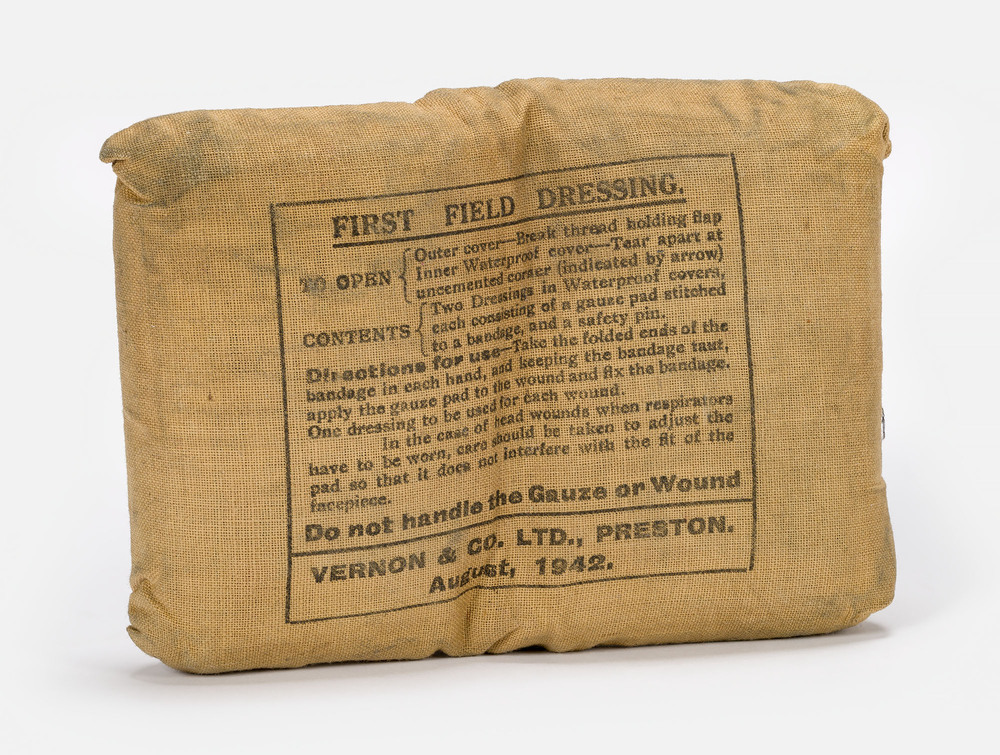 FIRST FIELD DRESSING.
TO OPEN { Outer cover—Break thread holding flap
Inner Waterproof cover—Tear apart at
uncemented corner (indicated by arrow)
CONTENTS { Two Dressings in Waterproof covers,
each consisting of a gauze pad stitched
to a bandage, and a safety pin.
Directions for use—Take the folded ends of the
bandage in each hand, and keeping the bandage taut,
apply the gauze pad to the wound and fix the bandage.
One dressing to be used for each wound.
In the case of head wounds when respirators
have to be worn, care should be taken to adjust the
pad so that it does not interfere with the fit of the
facepiece.
Do not handle the Gauze or Wound
VERNON & CO. LTD., PRESTON.
August, 1942.